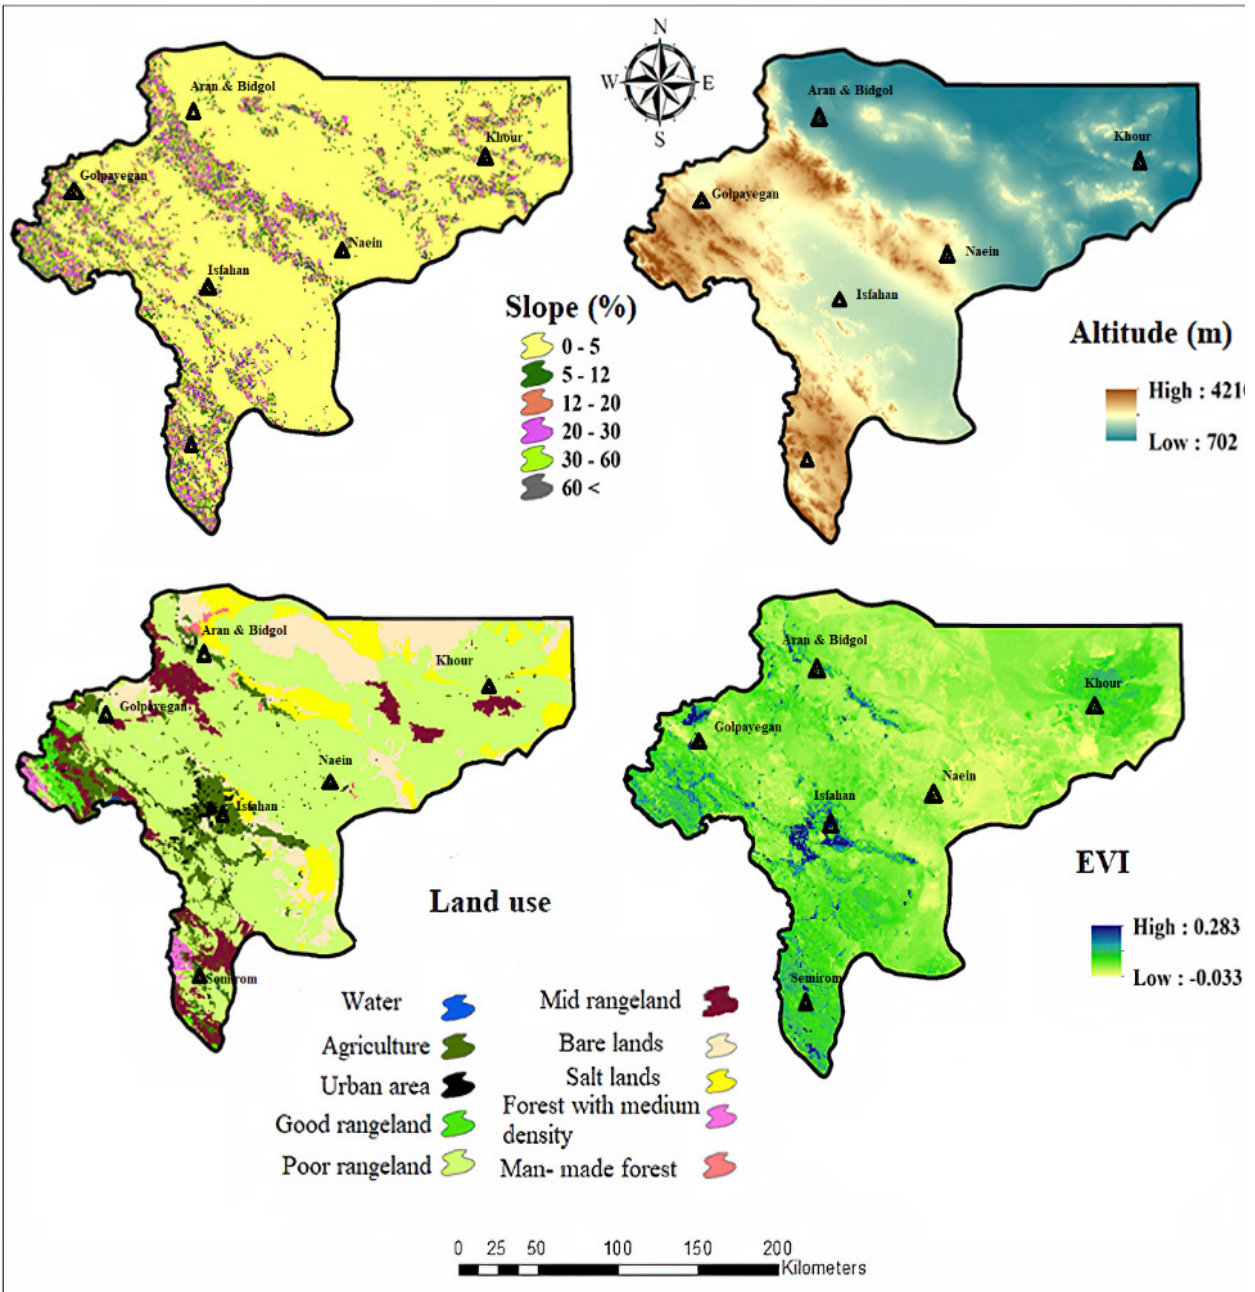 N
W E
S
Aran & Bidgol
Khour
Golpayegan
Naein
Isfahan
Slope (%)
0 - 5
5 - 12
12 - 20
20 - 30
30 - 60
60 <
Aran & Bidgol
Khour
Golpayegan
Naein
Isfahan
Altitude (m)
High : 4216
Low : 702
Aran & Bidgol
Khour
Golpayegan
Naein
Isfahan
Semirom
Land use
Water
Agriculture
Urban area
Good rangeland
Poor rangeland
Mid rangeland
Bare lands
Salt lands
Forest with medium
density
Man- made forest
Aran & Bidgol
Khour
Golpayegan
Naein
Isfahan
Semirom
EVI
High : 0.283
Low : -0.033
0 25 50 100 150 200
Kilometers